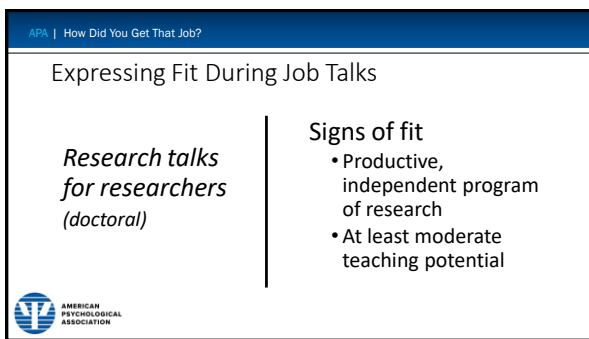 APA | How Did You Get That Job?
Expressing Fit During Job Talks
Research talks
for researchers
(doctoral)
Signs of fit
• Productive,
independent program
of research
• At least moderate
teaching potential
AMERICAN
PSYCHOLOGICAL
ASSOCIATION